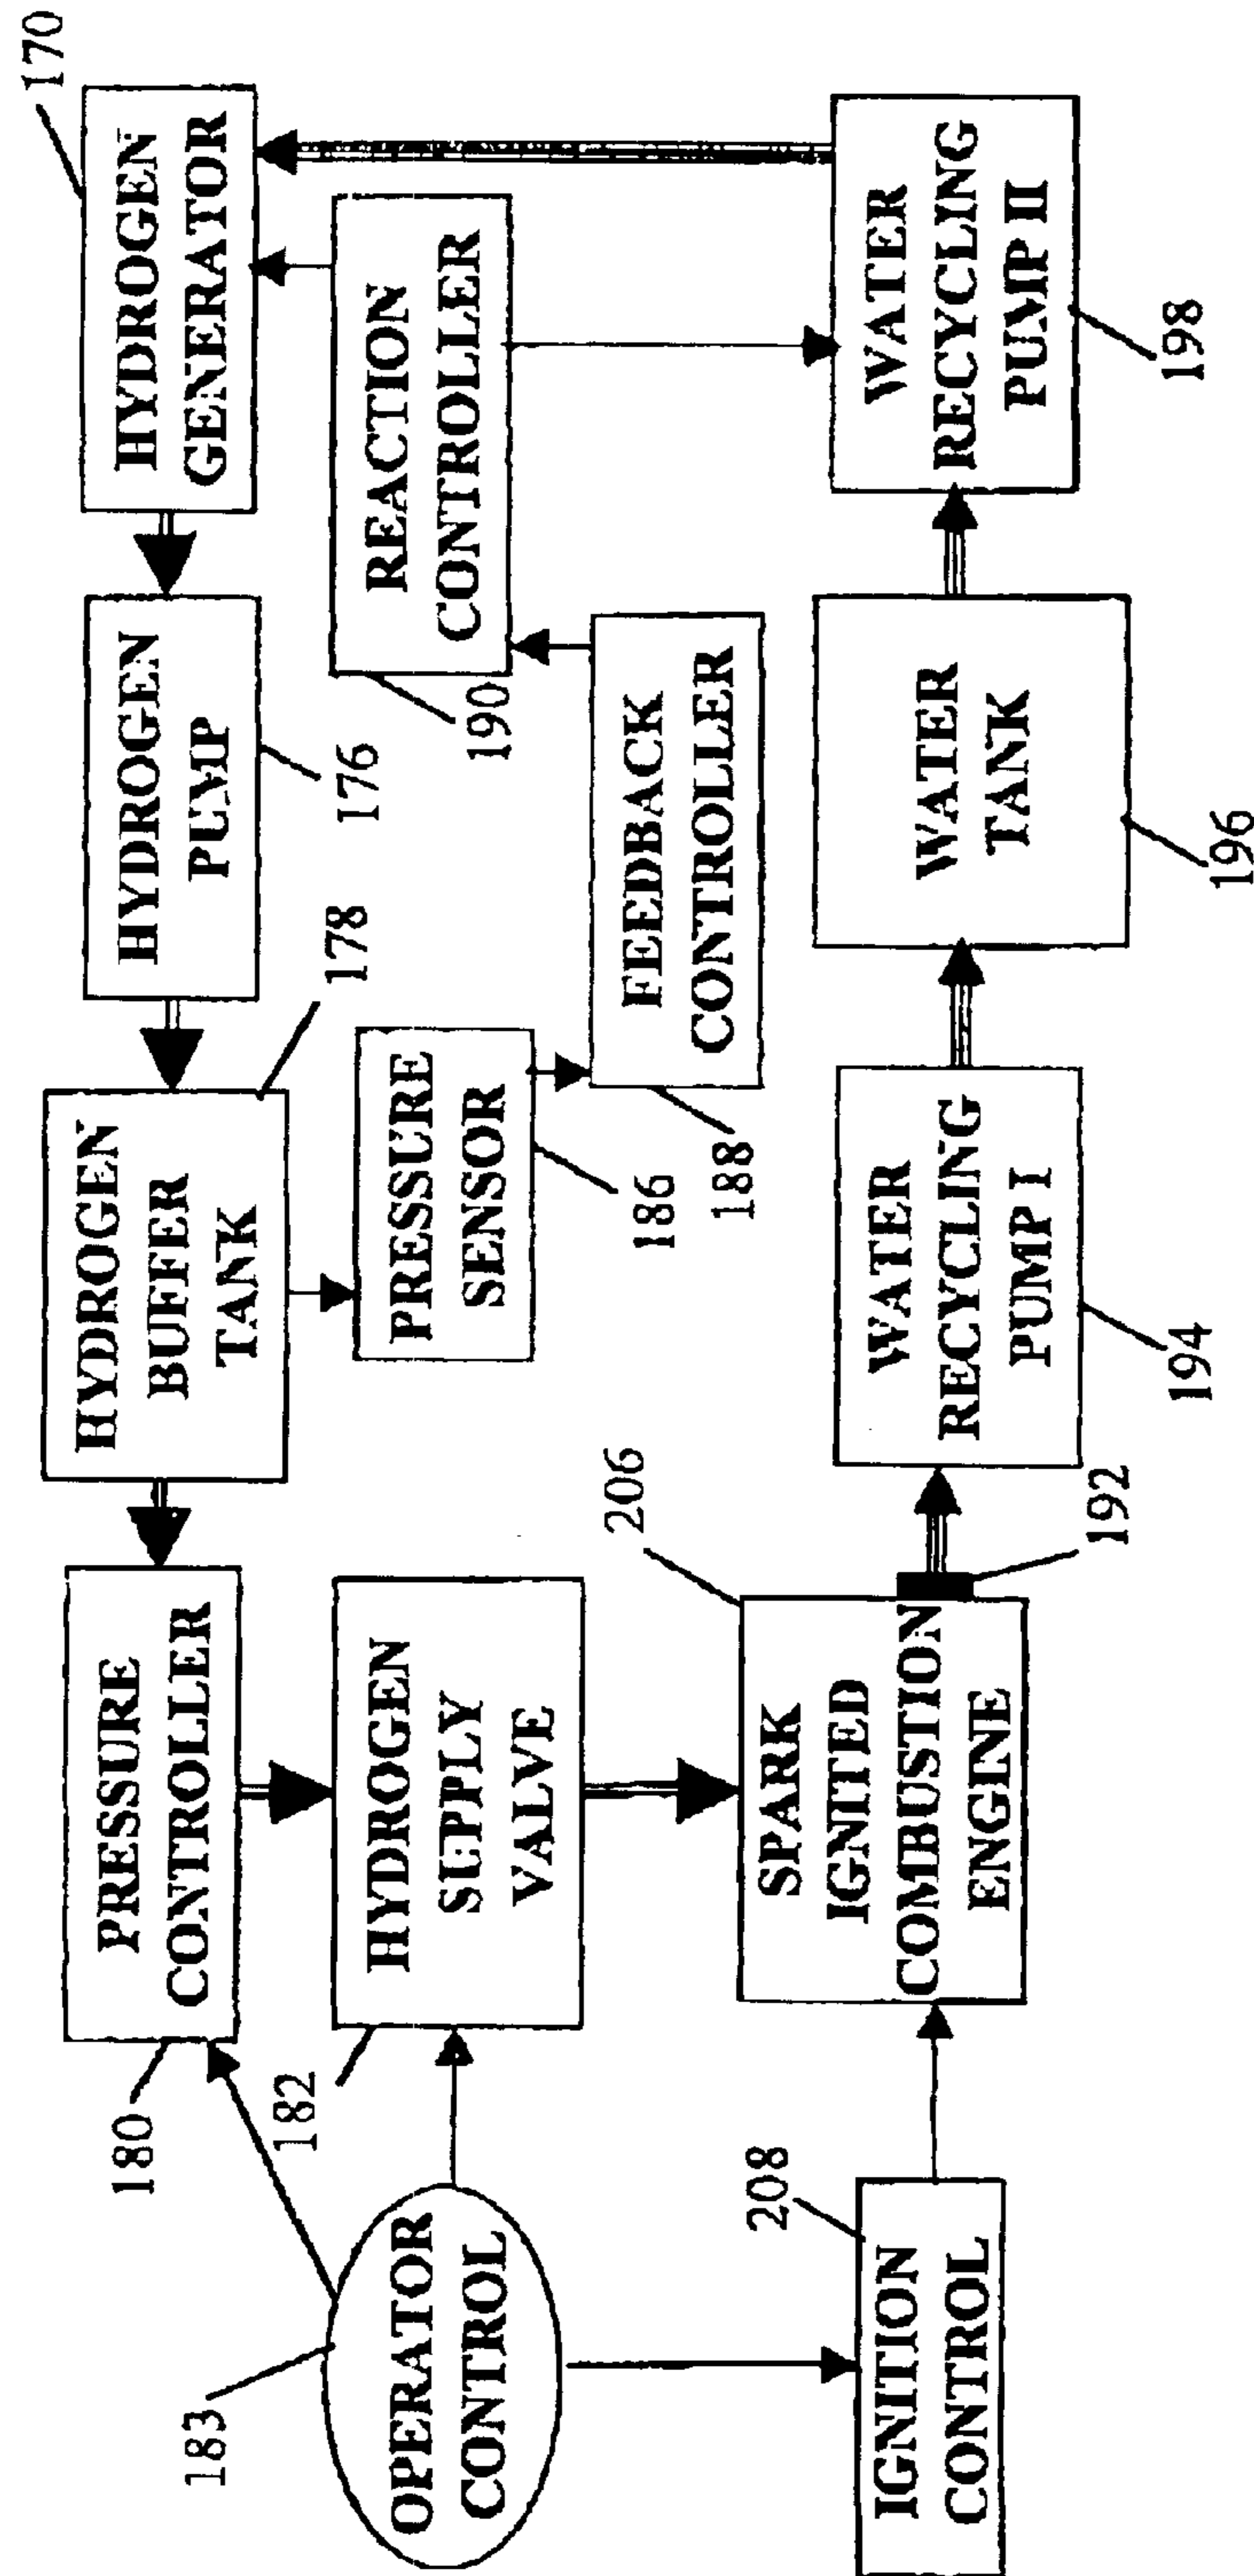 170
HYDROGEN
GENERATOR
HYDROGEN
PUMP
176
HYDROGEN
BUFFER
TANK
178
PRESSURE
CONTROLLER
180
REACTION
CONTROLLER
190
PRESSURE
SENSOR
186
FEEDBACK
CONTROLLER
188
HYDROGEN
SUPPLY
VALVE
182
OPERATOR
CONTROL
183
SPARK
IGNITED
COMBUSTION
ENGINE
206
192
IGNITION
CONTROL
208
WATER
RECYCLING
PUMP I
194
WATER
TANK
196
WATER
RECYCLING
PUMP II
198